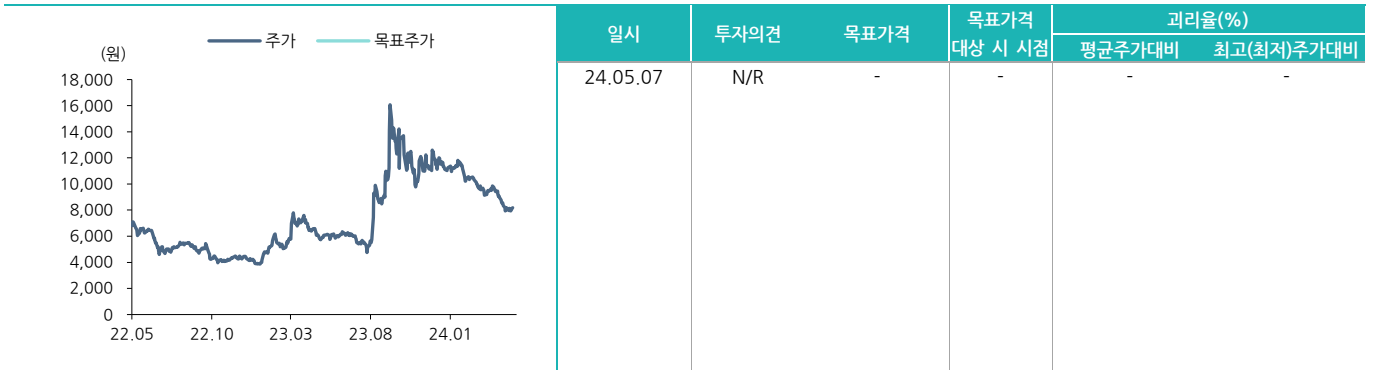 주가 목표주가
(원)
18,000
16,000
14,000
12,000
10,000
8,000
6,000
4,000
2,000
0
22.05 22.10 23.03 23.08 24.01
일시 투자의견 목표가격 목표가격 대상 시 시점 괴리율(%)
평균주가대비 최고(최저)주가대비
24.05.07 N/R - - - -